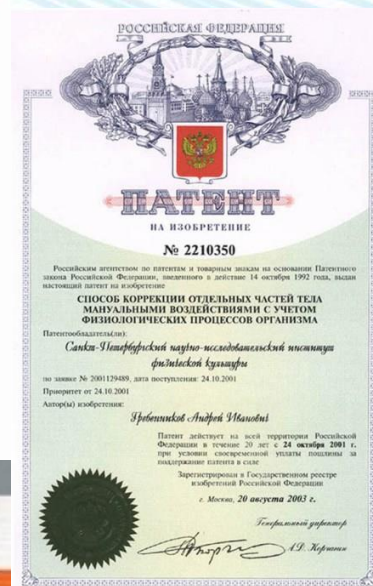 РОССИЙСКАЯ ФЕДЕРАЦИЯ
ПАТЕНТ
НА ИЗОБРЕТЕНИЕ
№ 2210350
Российским агентством по патентам и товарным знакам на основании Патентного
закона Российской Федерации, введенного в действие 14 октября 1992 года, выдан
настоящий патент на изобретение
СПОСОБ КОРРЕКЦИИ ОТДЕЛЬНЫХ ЧАСТЕЙ ТЕЛА
МАНУАЛЬНЫМИ ВОЗДЕЙСТВИЯМИ С УЧЕТОМ
ФИЗИОЛОГИЧЕСКИХ ПРОЦЕССОВ ОРГАНИЗМА
Патентообладатель(ли):
Санкт-Петербургский научно-исследовательский институт
физической культуры
по заявке № 2001129489, дата поступления: 24.10.2001
Приоритет от 24.10.2001
Автор(ы) изобретения:
Гребенников Андрей Иванович
Патент действует на всей территории Российской
Федерации в течение 20 лет с 24 октября 2001 г.
при условии своевременной уплаты пошлины за
поддержание патента в силе
Зарегистрирован в Государственном реестре
изобретений Российской Федерации
г. Москва, 20 августа 2003 г.
Генеральный директор
А.Д. Корчагин